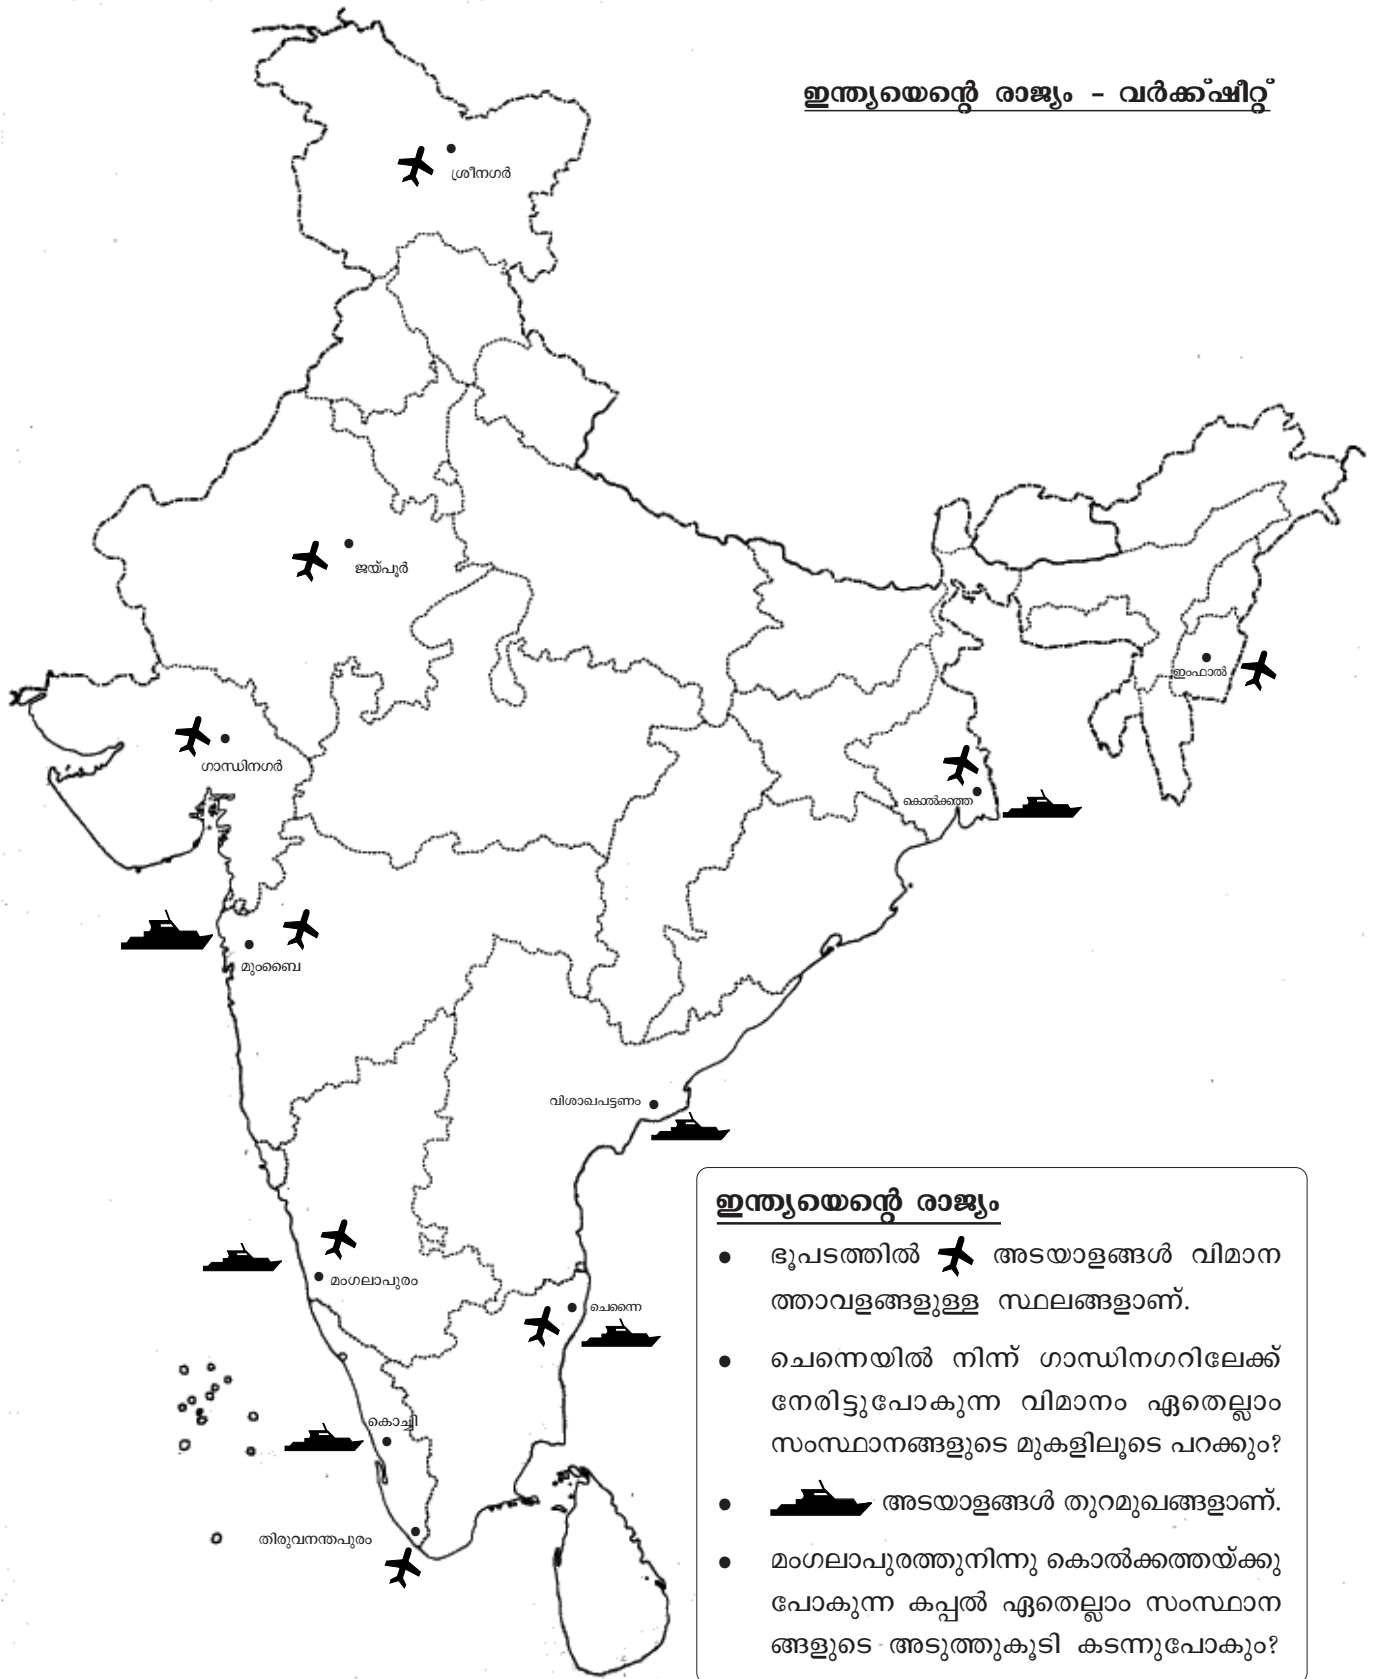 ഇന്ത്യയെന്റെ രാജ്യം - വർക്ക്ഷീറ്റ്
ശ്രീനഗർ
ജയ്പൂർ
ഇംഫാൽ
ഗാന്ധിനഗർ
കൊൽക്കത്ത
മുംബൈ
വിശാഖപട്ടണം
മംഗലാപുരം
ചെന്നൈ
കൊച്ചി
തിരുവനന്തപുരം
ഇന്ത്യയെന്റെ രാജ്യം
• ഭൂപടത്തിൽ അടയാളങ്ങൾ വിമാന
ത്താവളങ്ങളുള്ള സ്ഥലങ്ങളാണ്.
• ചെന്നെയിൽ നിന്ന് ഗാന്ധിനഗറിലേക്ക്
നേരിട്ടുപോകുന്ന വിമാനം ഏതെല്ലാം
സംസ്ഥാനങ്ങളുടെ മുകളിലൂടെ പറക്കും?
• അടയാളങ്ങൾ തുറമുഖങ്ങളാണ്.
• മംഗലാപുരത്തുനിന്നു കൊൽക്കത്തയ്ക്കു
പോകുന്ന കപ്പൽ ഏതെല്ലാം സംസ്ഥാന
ങ്ങളുടെ അടുത്തുകൂടി കടന്നുപോകും?